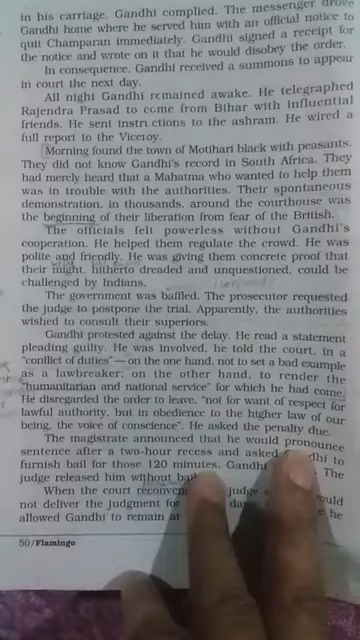 in his carriage. Gandhi complied. The messenger drove
Gandhi home where he served him with an official notice to
quit Champaran immediately. Gandhi signed a receipt for
the notice and wrote on it that he would disobey the order.
In consequence, Gandhi received a summons to appear
in court the next day.
All night Gandhi remained awake. He telegraphed
Rajendra Prasad to come from Bihar with influential
friends. He sent instructions to the ashram. He wired a
full report to the Viceroy.
Morning found the town of Motihari black with peasants.
They did not know Gandhi's record in South Africa. They
had merely heard that a Mahatma who wanted to help them
was in trouble with the authorities. Their spontaneous
demonstration, in thousands, around the courthouse was
the beginning of their liberation from fear of the British.
The officials felt powerless without Gandhi's
cooperation. He helped them regulate the crowd. He was
polite and friendly. He was giving them concrete proof that
their might, hitherto dreaded and unquestioned, could be
challenged by Indians.
The government was baffled. The prosecutor requested
the judge to postpone the trial. Apparently, the authorities
wished to consult their superiors.
Gandhi protested against the delay. He read a statement
pleading guilty. He was involved, he told the court, in a
“conflict of duties”— on the one hand, not to set a bad example
as a lawbreaker; on the other hand, to render the
“humanitarian and national service” for which he had come.
He disregarded the order to leave, “not for want of respect for
lawful authority, but in obedience to the higher law of our
being, the voice of conscience”. He asked the penalty due.
The magistrate announced that he would pronounce
sentence after a two-hour recess and asked dhi to
furnish bail for those 120 minutes. Gandhi The
judge released him without bail
When the court reconvened judge ould
not deliver the judgment for da he
allowed Gandhi to remain at
50/Flamingo